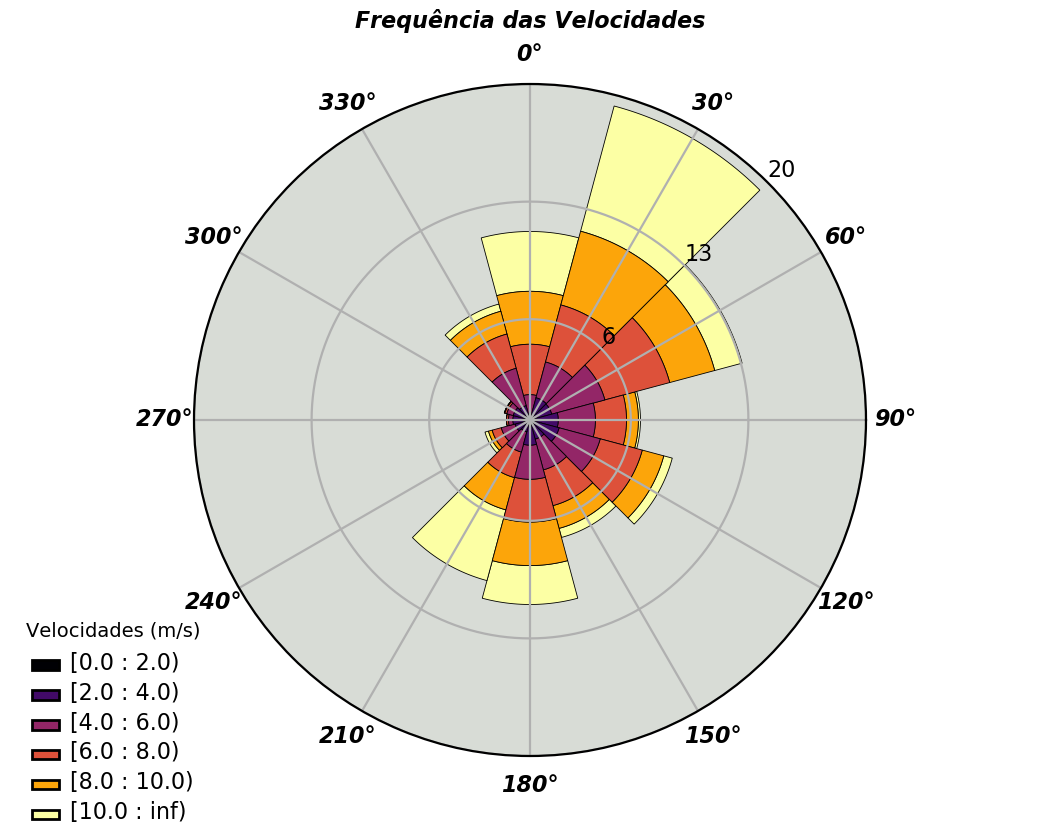 Frequência das Velocidades
0°
330°
30°
20
300°
60°
13
6
270°
90°
240°
120°
210°
150°
180°
Velocidades (m/s)
[0.0 : 2.0)
[2.0 : 4.0)
[4.0 : 6.0)
[6.0 : 8.0)
[8.0 : 10.0)
[10.0 : inf)